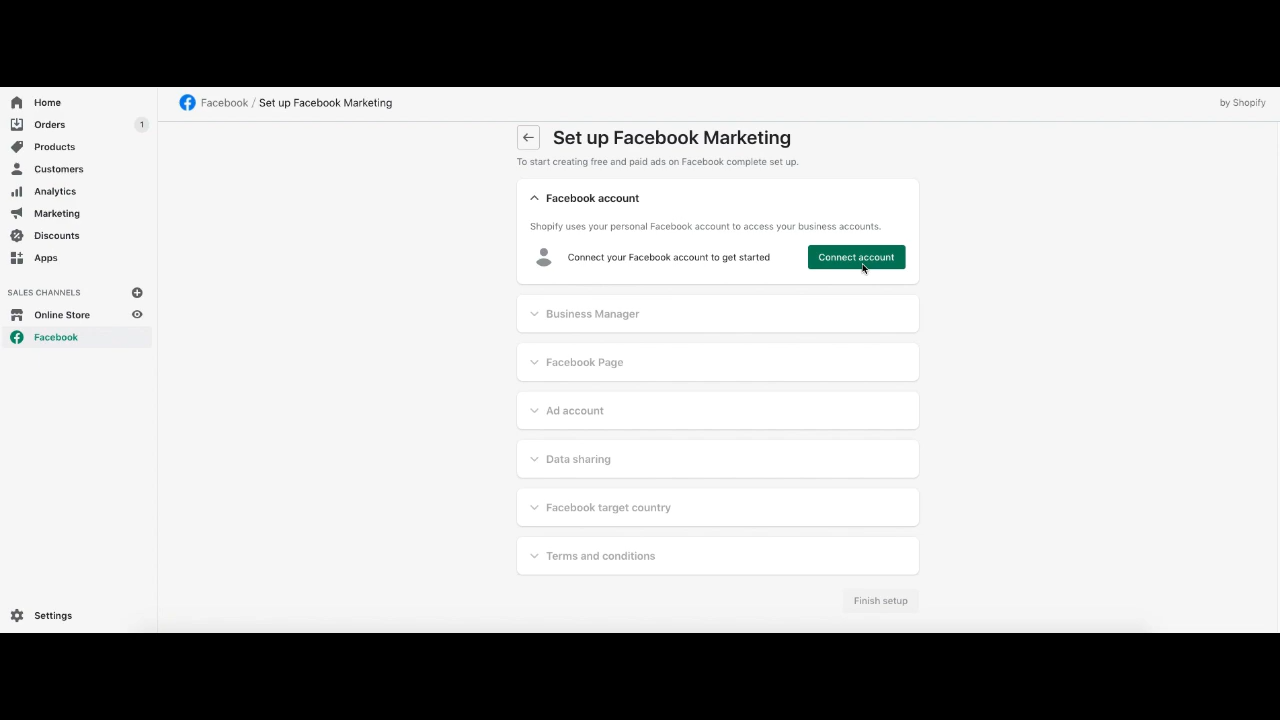 Home
Orders 1
Products
Customers
Analytics
Marketing
Discounts
Apps
SALES CHANNELS
Online Store
Facebook
Settings
Facebook / Set up Facebook Marketing
by Shopify
Set up Facebook Marketing
To start creating free and paid ads on Facebook complete set up.
Facebook account
Shopify uses your personal Facebook account to access your business accounts.
Connect your Facebook account to get started
Connect account
Business Manager
Facebook Page
Ad account
Data sharing
Facebook target country
Terms and conditions
Finish setup